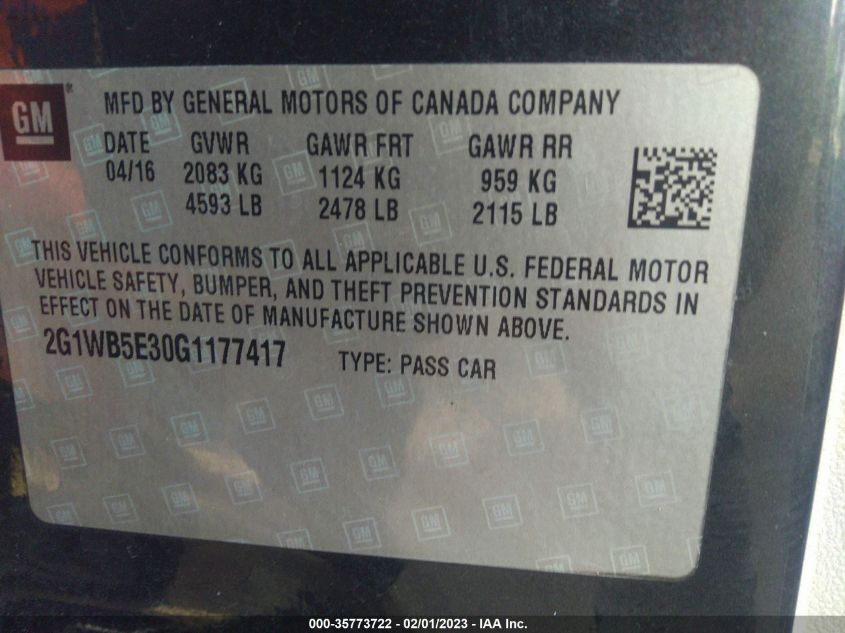 GM
MFD BY GENERAL MOTORS OF CANADA COMPANY
DATE GVWR GAWR FRT GAWR RR
04/16 2083 KG 1124 KG 959 KG
4593 LB 2478 LB 2115 LB
THIS VEHICLE CONFORMS TO ALL APPLICABLE U.S. FEDERAL MOTOR
VEHICLE SAFETY, BUMPER, AND THEFT PREVENTION STANDARDS IN
EFFECT ON THE DATE OF MANUFACTURE SHOWN ABOVE.
2G1WB5E30G1177417 TYPE: PASS CAR
000-35773722 - 02/01/2023 - IAA Inc.